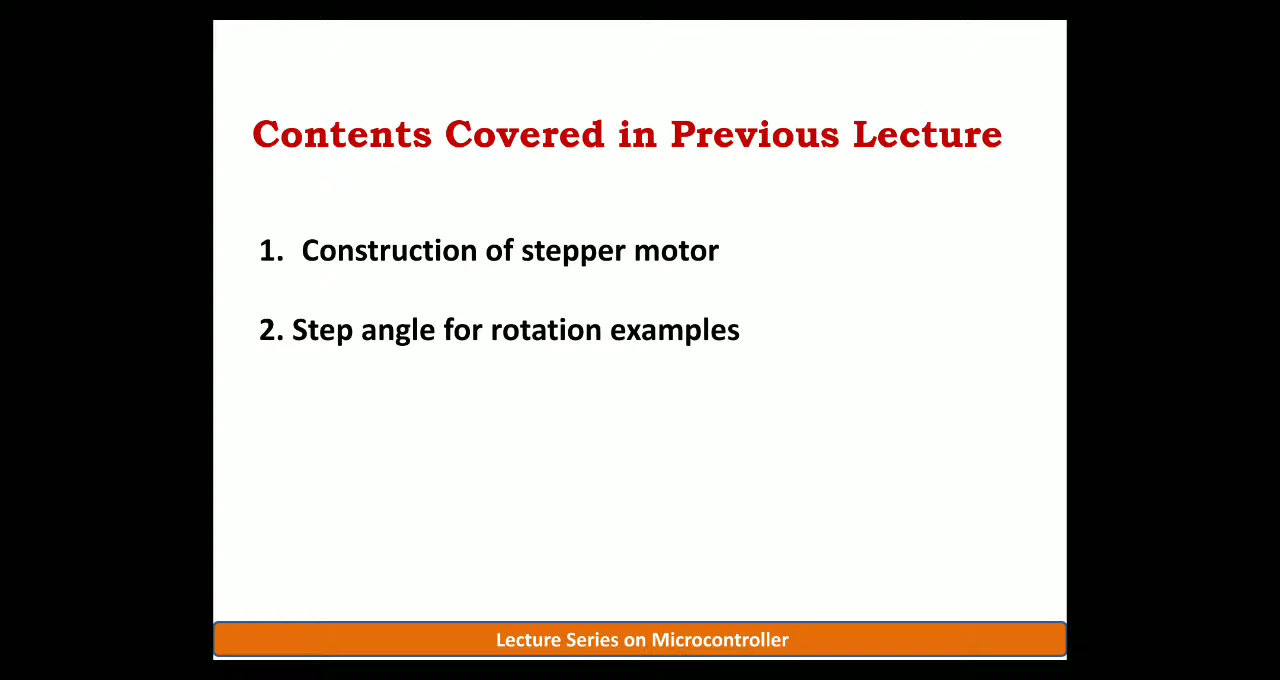 Contents Covered in Previous Lecture
1. Construction of stepper motor
2. Step angle for rotation examples
Lecture Series on Microcontroller